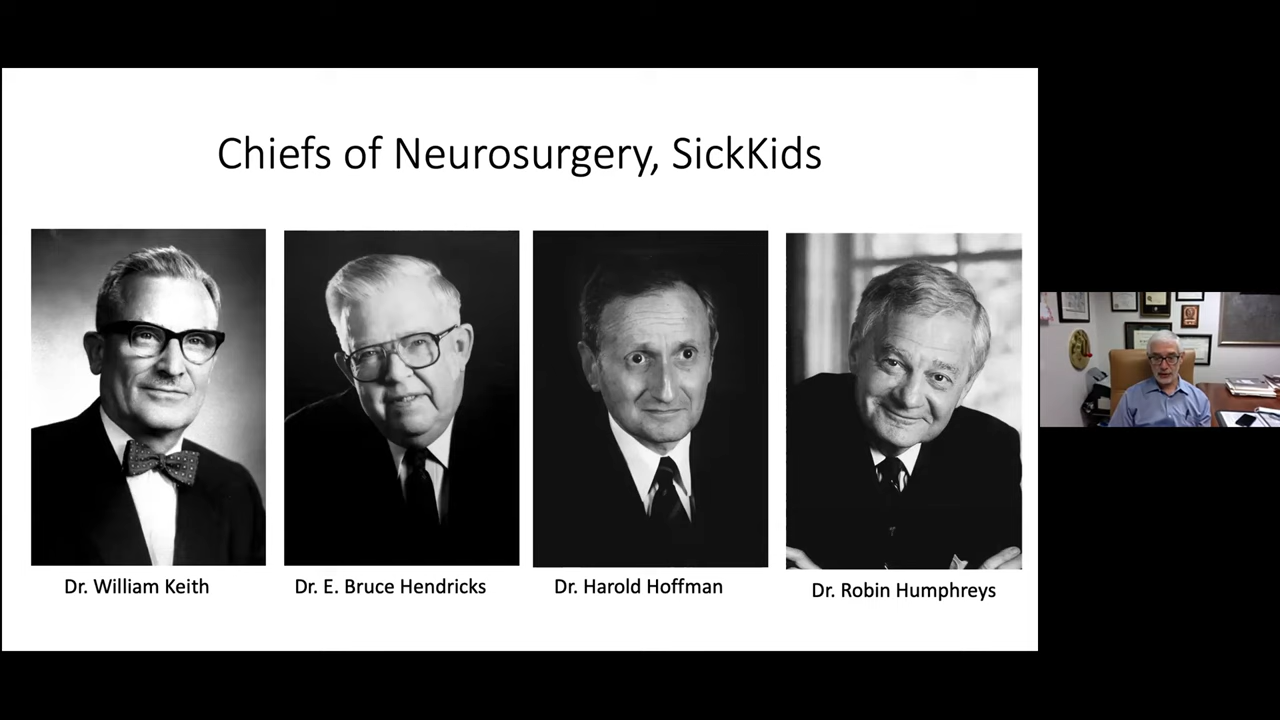 Chiefs of Neurosurgery, SickKids
Dr. William Keith
Dr. E. Bruce Hendricks
Dr. Harold Hoffman
Dr. Robin Humphreys